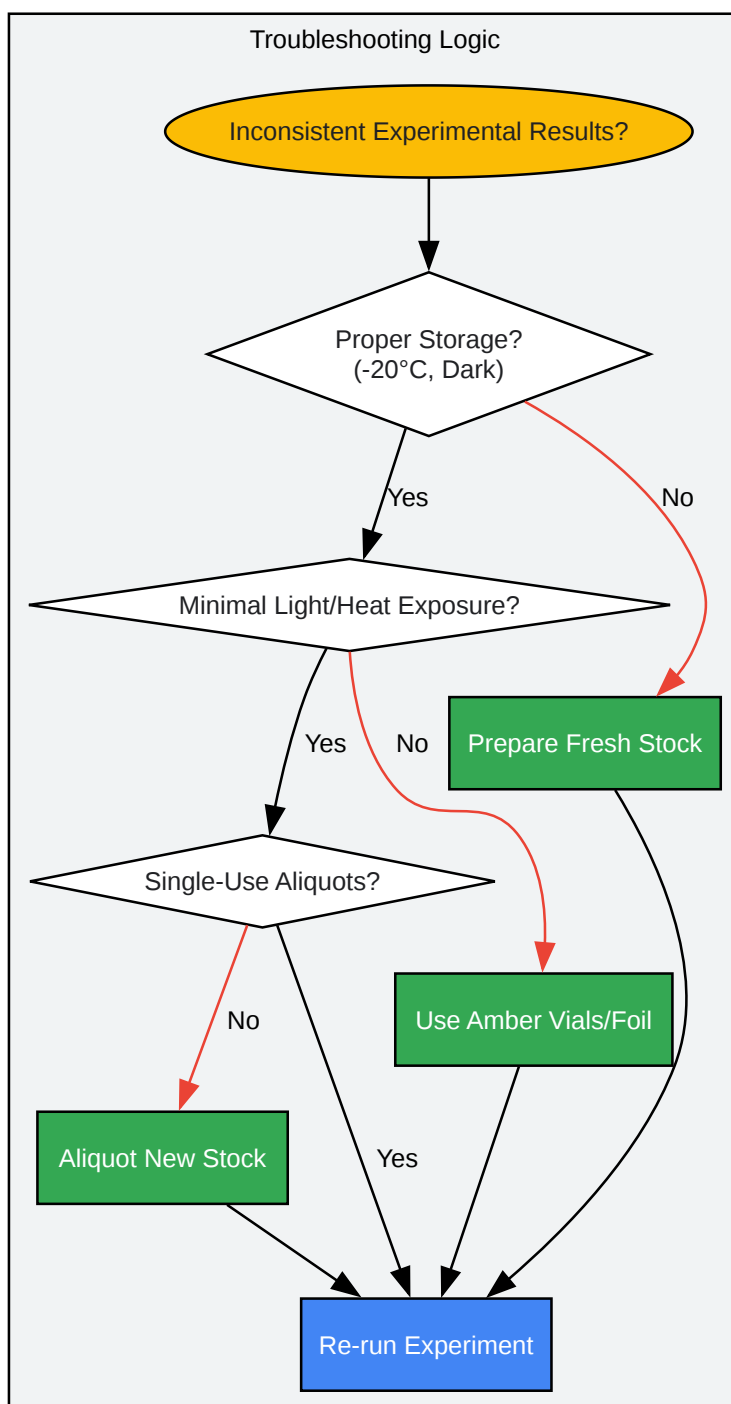 Troubleshooting Logic
Inconsistent Experimental Results?
Proper Storage?
(-20°C, Dark)
Yes
No
Minimal Light/Heat Exposure?
Yes
No
Prepare Fresh Stock
Single-Use Aliquots?
No
Use Amber Vials/Foil
Aliquot New Stock
Yes
Re-run Experiment